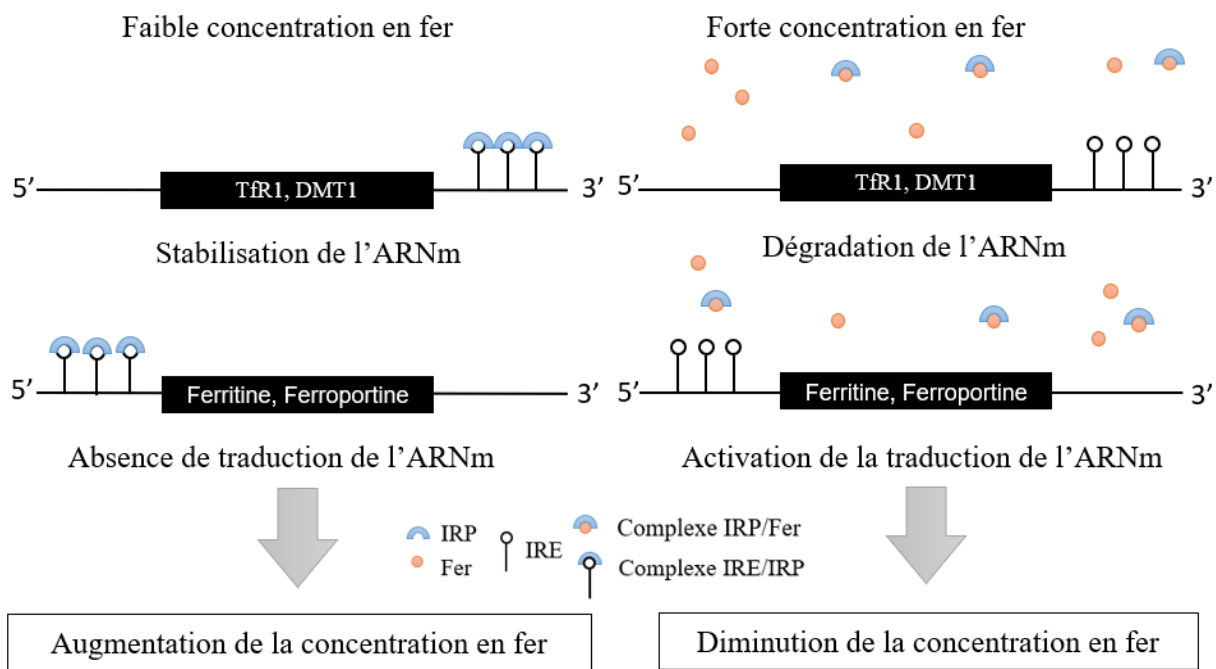 Faible concentration en fer
Forte concentration en fer
5’
TfR1, DMT1
3’
5’
TfR1, DMT1
3’
Stabilisation de l’ARNm
Dégradation de l’ARNm
5’
Ferritine, Ferroportine
3’
5’
Ferritine, Ferroportine
3’
Absence de traduction de l’ARNm
Activation de la traduction de l’ARNm
IRP
Fer
IRE
Complexe IRP/Fer
Complexe IRE/IRP
Augmentation de la concentration en fer
Diminution de la concentration en fer